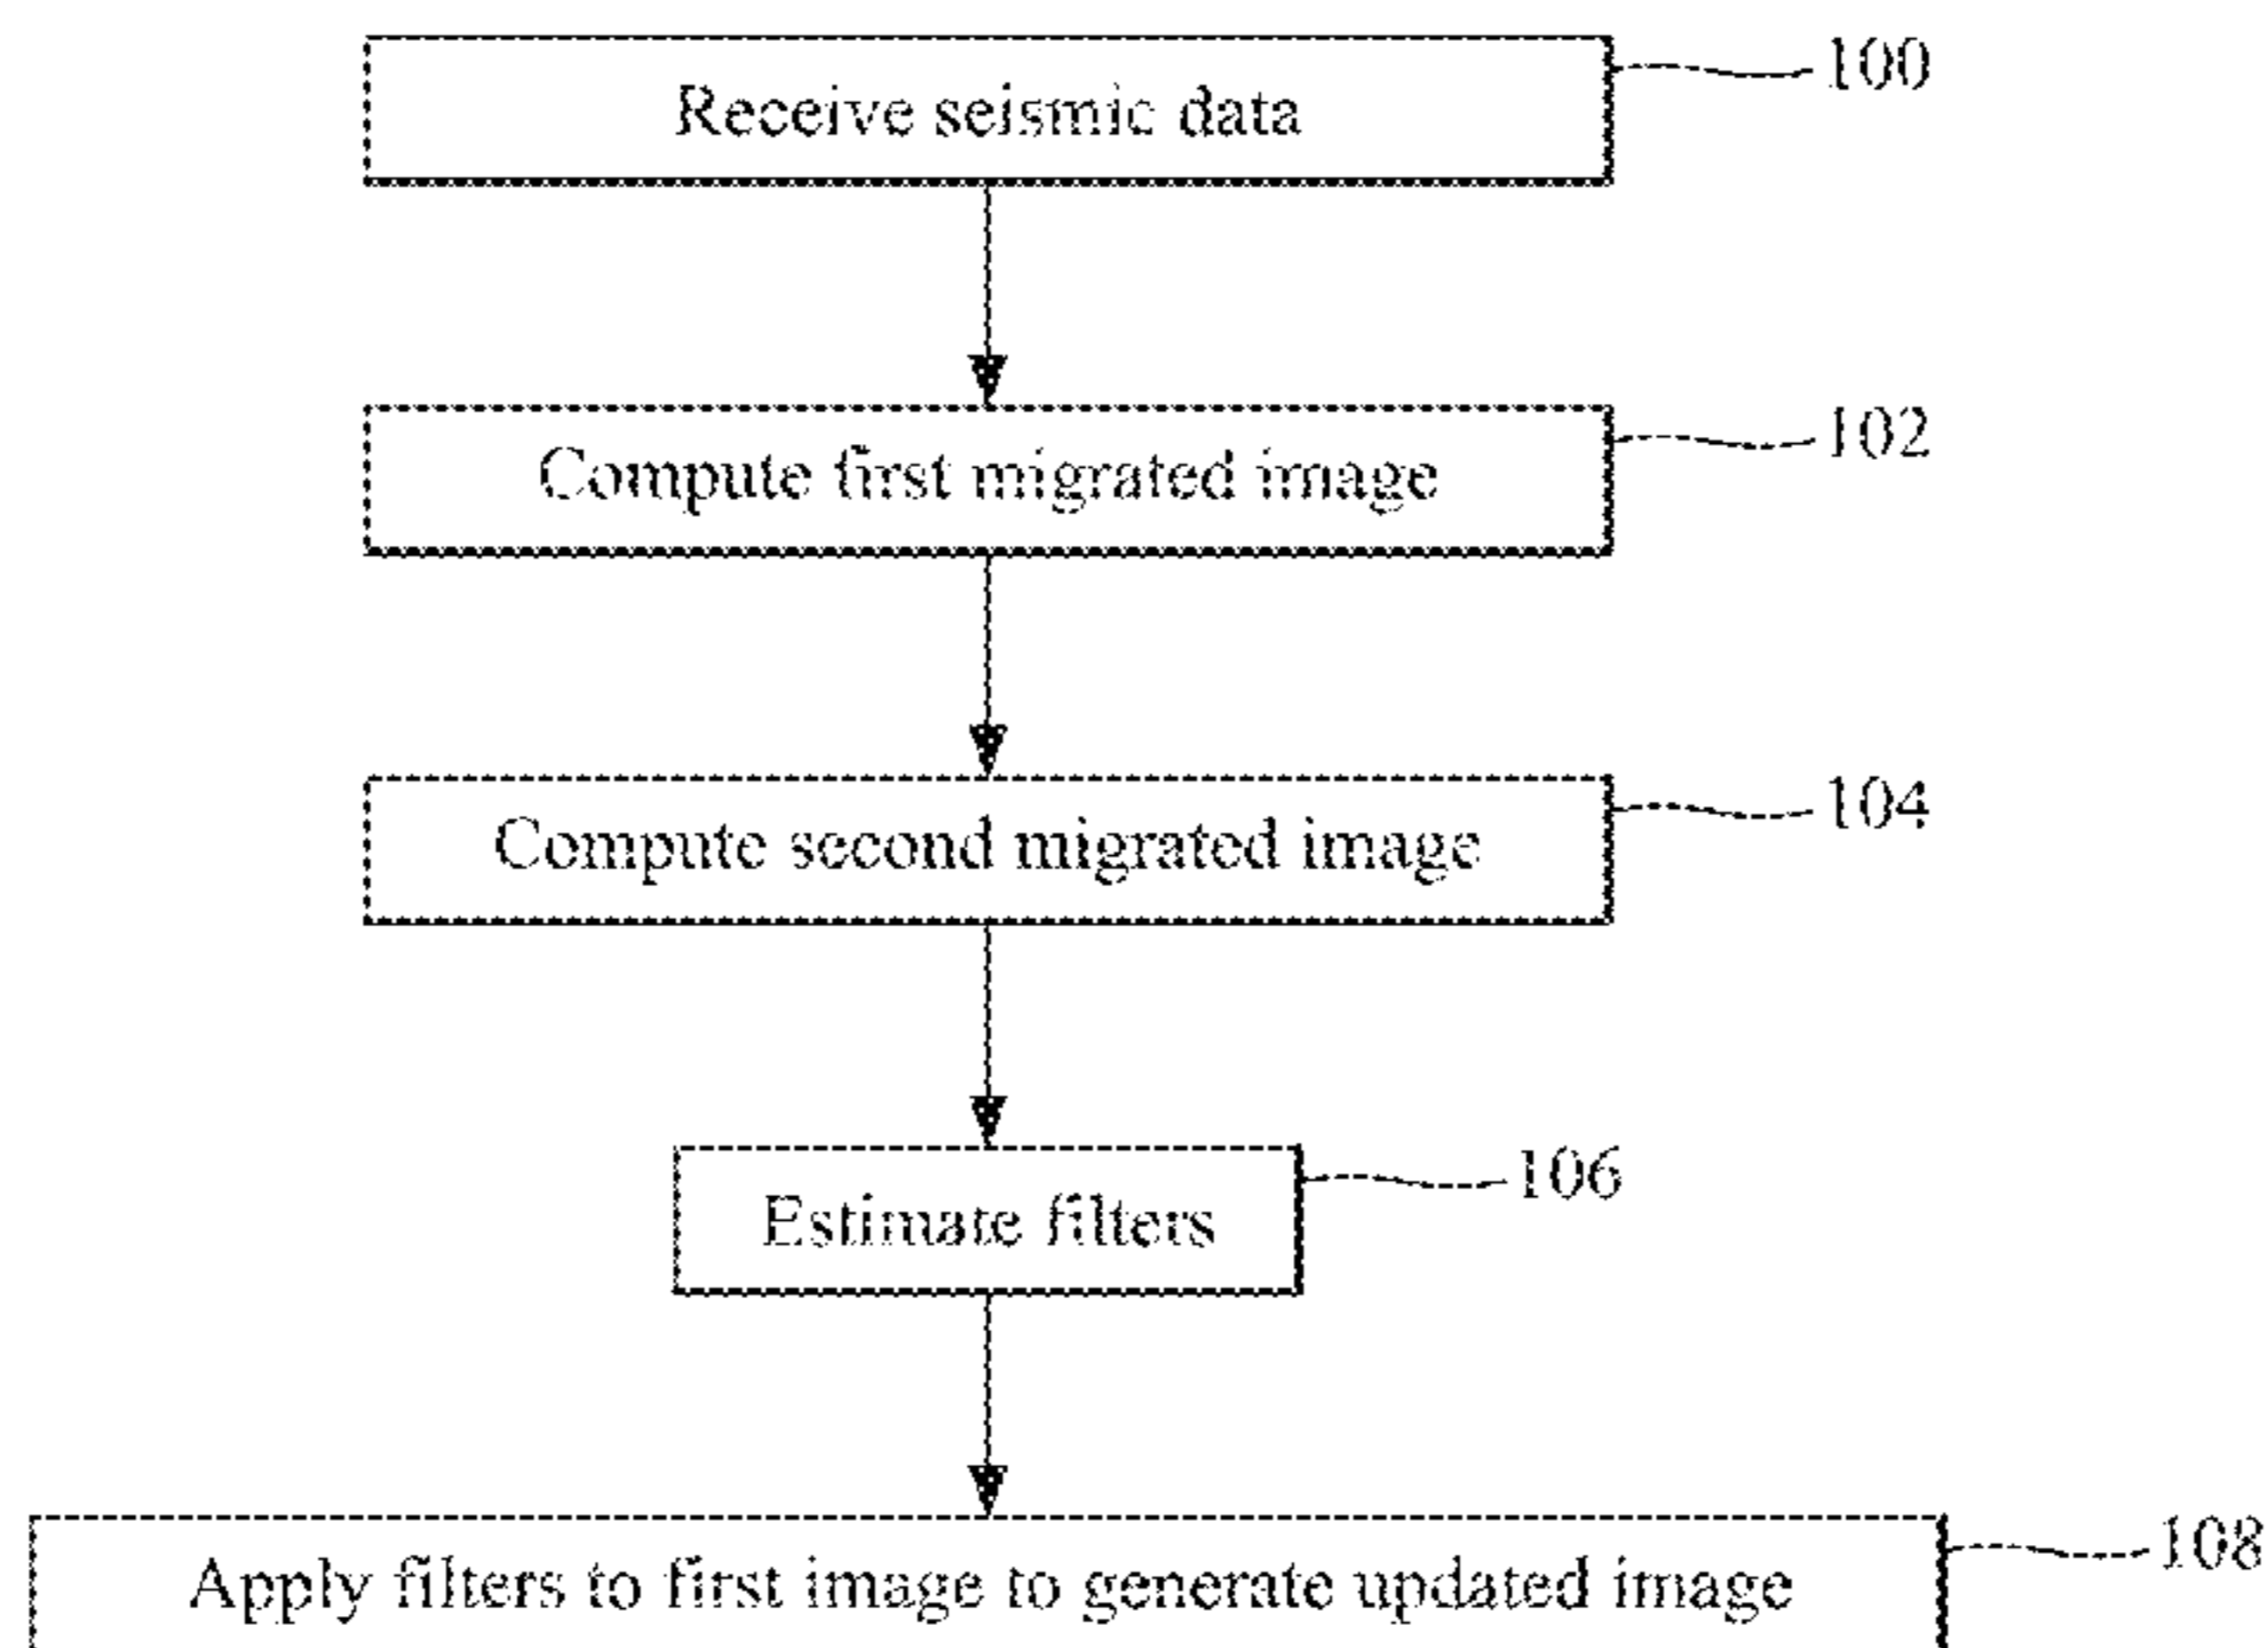 Receive seismic data
100
Compute first migrated image
102
Compute second migrated image
104
Estimate filters
106
Apply filters to first image to generate updated image
108